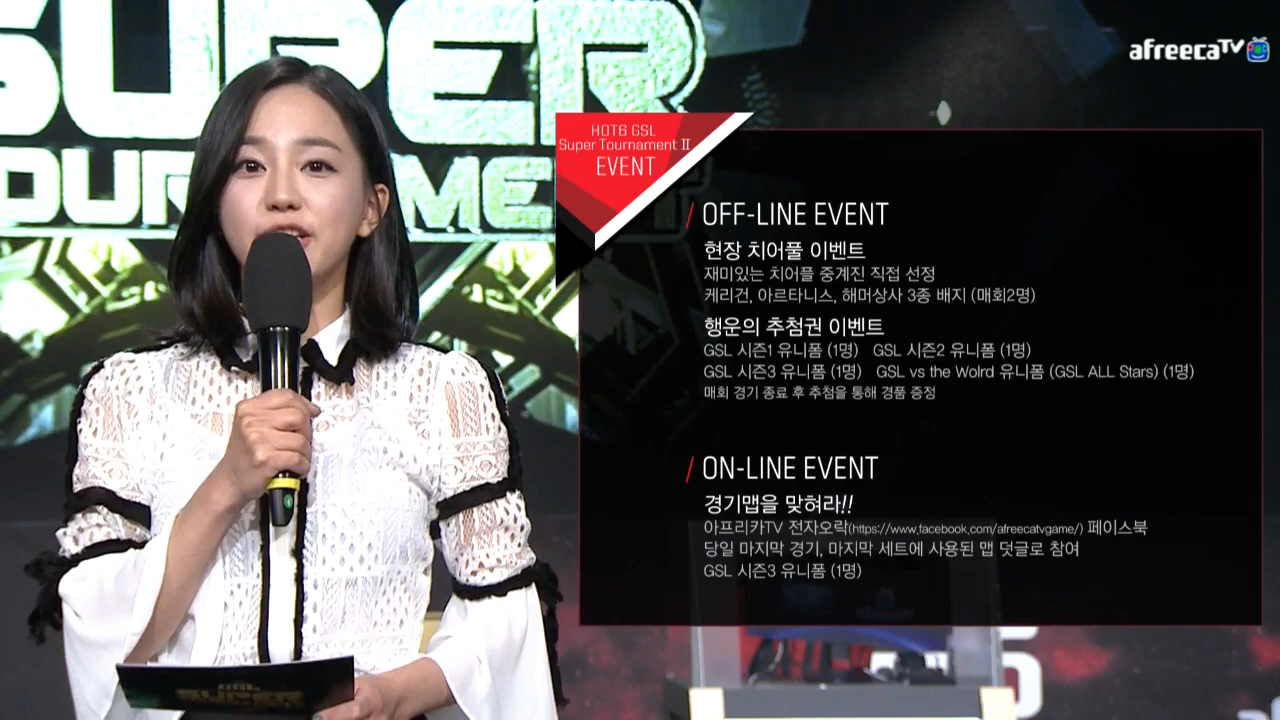 SUPER
TOURNAMENT
afreecaTV
HOT6 GSL
Super Tournament II
EVENT
/ OFF-LINE EVENT
현장 치어풀 이벤트
재미있는 치어플 중계진 직접 선정
케리건, 아르타니스, 해머상사 3종 배지 (매회2명)
행운의 추첨권 이벤트
GSL 시즌1 유니폼 (1명) GSL 시즌2 유니폼 (1명)
GSL 시즌3 유니폼 (1명) GSL vs the Wolrd 유니폼 (GSL ALL Stars) (1명)
매회 경기 종료 후 추첨을 통해 경품 증정
/ ON-LINE EVENT
경기맵을 맞혀라!!
아프리카TV 전자오락(https://www.facebook.com/afreecatvgame/) 페이스북
당일 마지막 경기, 마지막 세트에 사용된 맵 덧글로 참여
GSL 시즌3 유니폼 (1명)